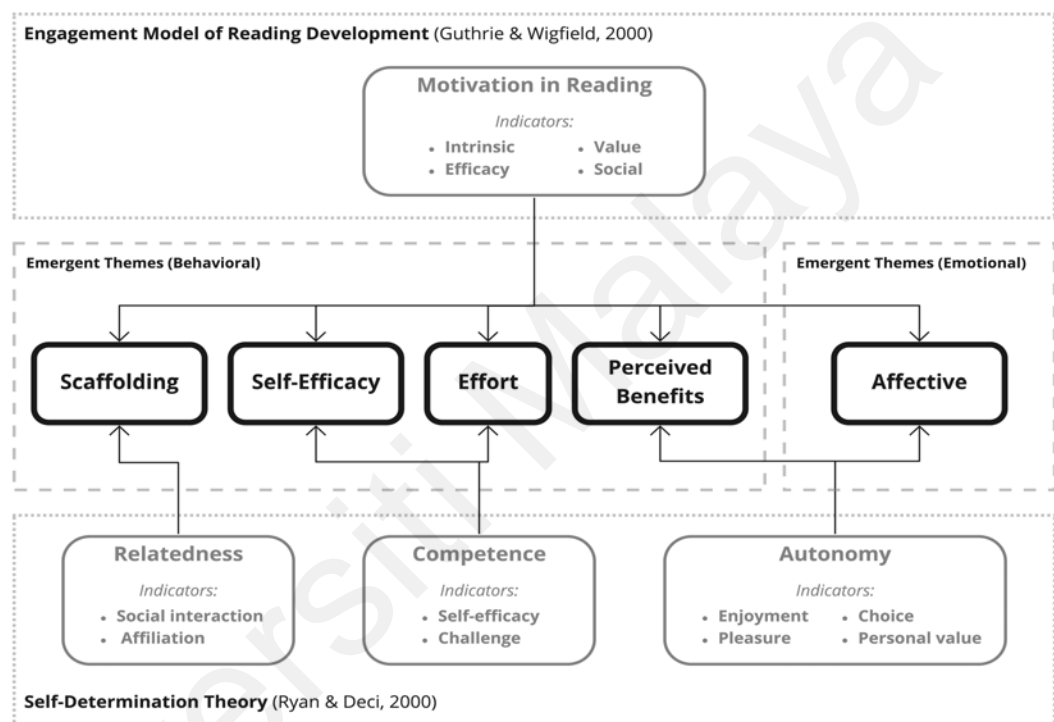 Engagement Model of Reading Development (Guthrie & Wigfield, 2000)
Motivation in Reading
Indicators:
• Intrinsic • Value
• Efficacy • Social
Emergent Themes (Behavioral)
Emergent Themes (Emotional)
Scaffolding
Self-Efficacy
Effort
Perceived
Benefits
Affective
Relatedness
Indicators:
• Social interaction
• Affiliation
Competence
Indicators:
• Self-efficacy
• Challenge
Autonomy
Indicators:
• Enjoyment • Choice
• Pleasure • Personal value
Self-Determination Theory (Ryan & Deci, 2000)
ersiti Malaya